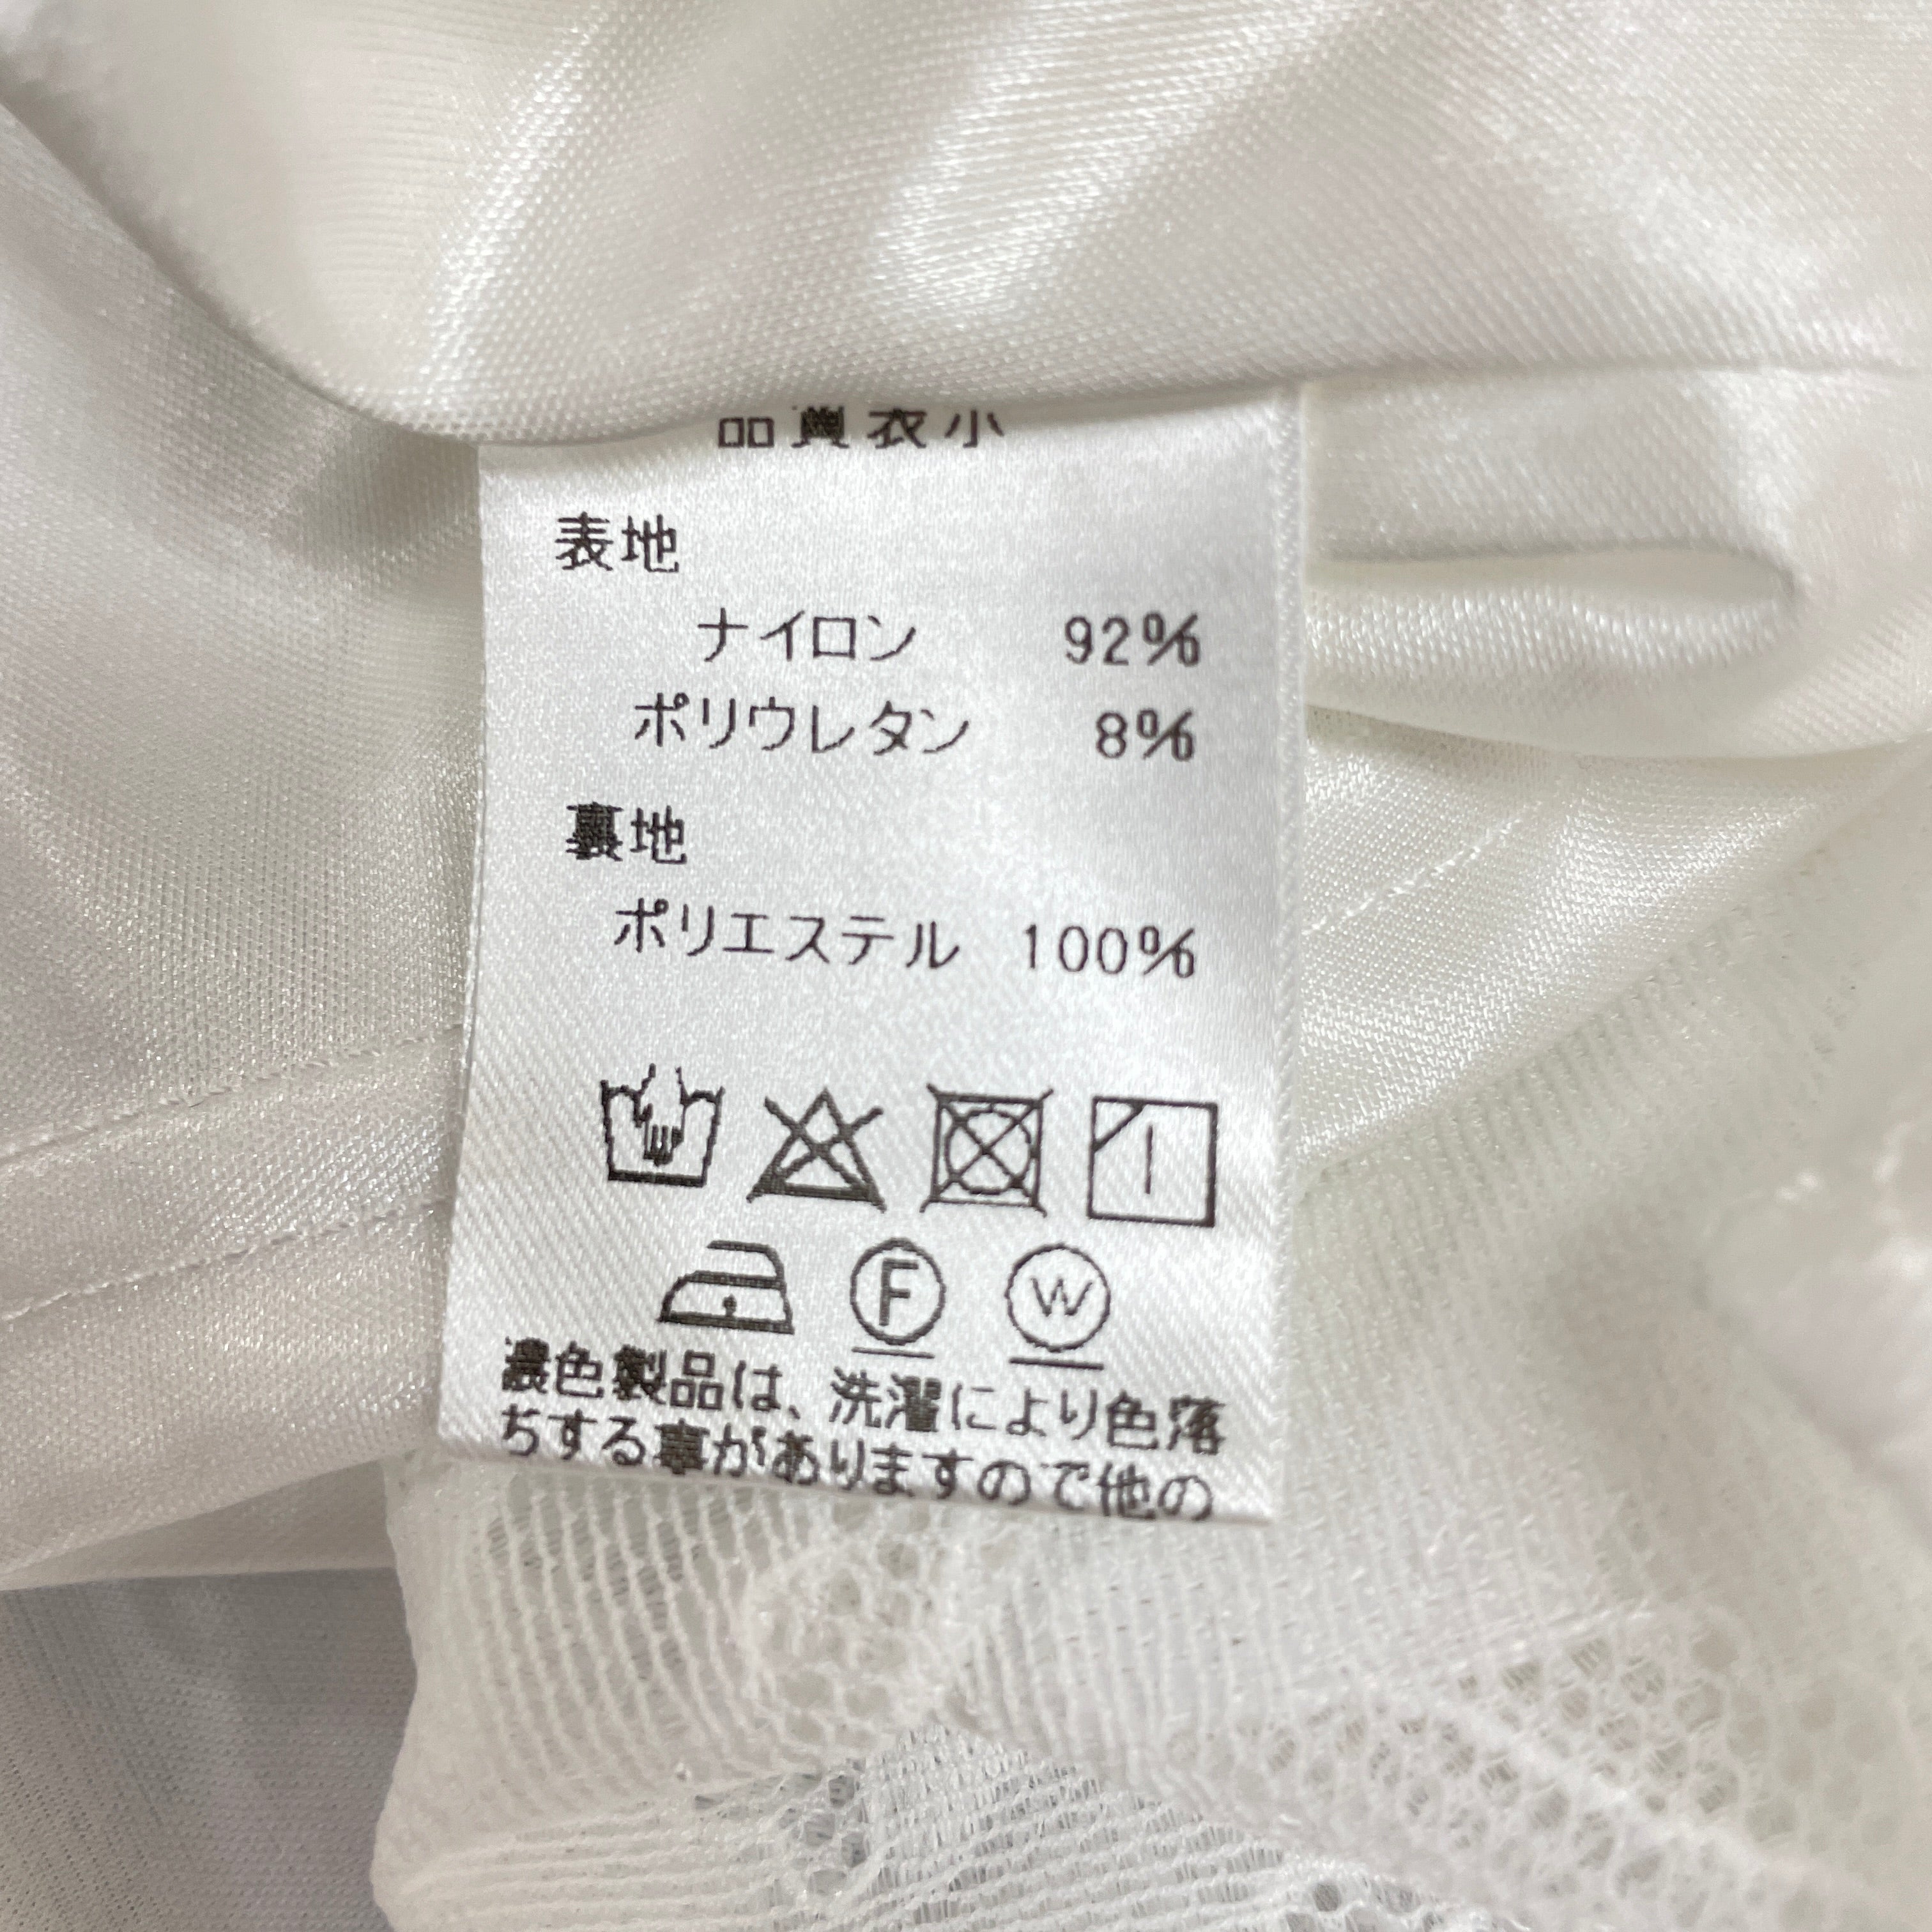 品質表示
表地
ナイロン 92%
ポリウレタン 8%
裏地
ポリエステル 100%
F W
濃色製品は、洗濯により色落
ちする事がありますので他の